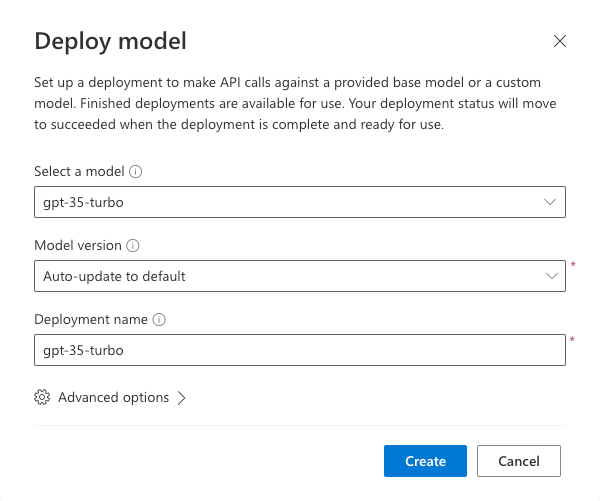 Deploy model
Set up a deployment to make API calls against a provided base model or a custom
model. Finished deployments are available for use. Your deployment status will move
to succeeded when the deployment is complete and ready for use.
Select a model
gpt-35-turbo
Model version
Auto-update to default
*
Deployment name
gpt-35-turbo
*
Advanced options
Create
Cancel